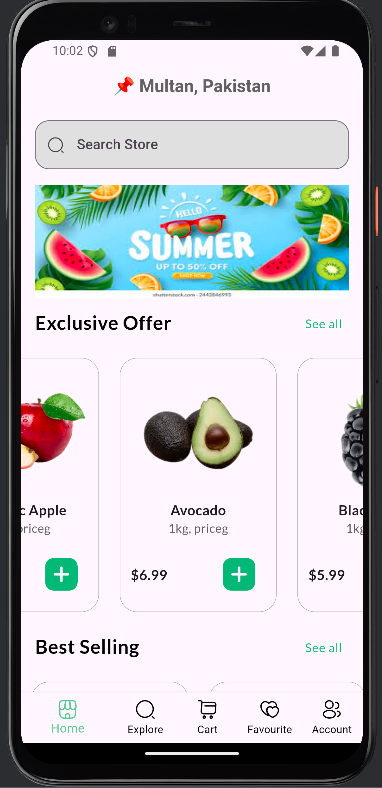 10:02
📌 Multan, Pakistan
Search Store
HELLO
SUMMER
UP TO 50% OFF
SHOP NOW
shutterstock.com · 2442046993
Exclusive Offer
See all
c Apple
priceg
Avocado
1kg, priceg
$6.99
Blac
1kg
$5.99
Best Selling
See all
Home
Explore
Cart
Favourite
Account